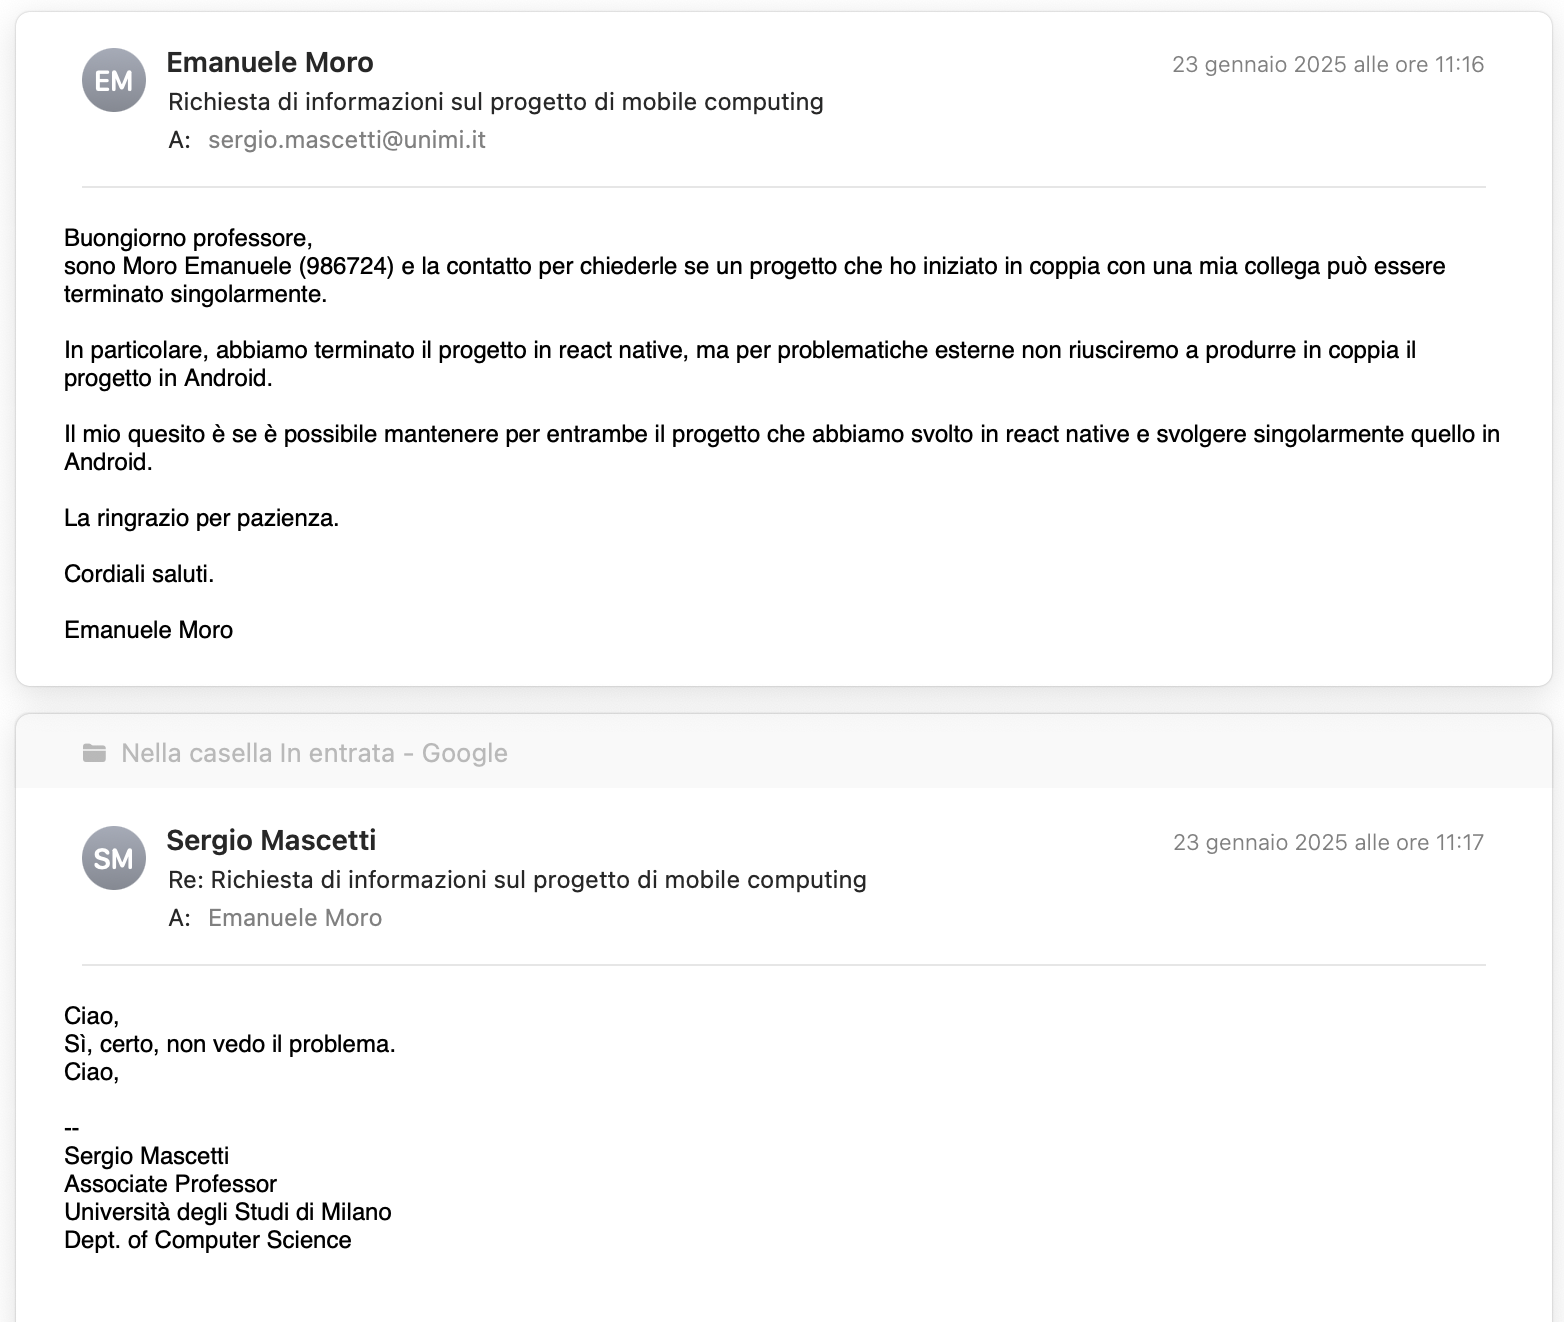 EM
Emanuele Moro
23 gennaio 2025 alle ore 11:16
Richiesta di informazioni sul progetto di mobile computing
A: sergio.mascetti@unimi.it
Buongiorno professore,
sono Moro Emanuele (986724) e la contatto per chiederle se un progetto che ho iniziato in coppia con una mia collega può essere
terminato singolarmente.
In particolare, abbiamo terminato il progetto in react native, ma per problematiche esterne non riusciremo a produrre in coppia il
progetto in Android.
Il mio quesito è se è possibile mantenere per entrambe il progetto che abbiamo svolto in react native e svolgere singolarmente quello in
Android.
La ringrazio per pazienza.
Cordiali saluti.
Emanuele Moro
Nella casella In entrata - Google
SM
Sergio Mascetti
23 gennaio 2025 alle ore 11:17
Re: Richiesta di informazioni sul progetto di mobile computing
A: Emanuele Moro
Ciao,
Sì, certo, non vedo il problema.
Ciao,
--
Sergio Mascetti
Associate Professor
Università degli Studi di Milano
Dept. of Computer Science